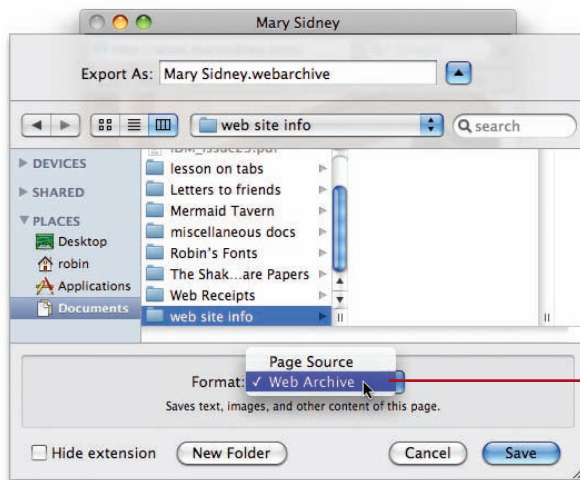 Mary Sidney
Export As: Mary Sidney.webarchive
web site info
search
DEVICES
SHARED
PLACES
Desktop
robin
Applications
Documents
lesson on tabs
Letters to friends
Mermaid Tavern
miscellaneous docs
Robin's Fonts
The Shak...are Papers
Web Receipts
web site info
Page Source
Format: ✓ Web Archive
Saves text, images, and other content of this page.
Hide extension
New Folder
Cancel
Save